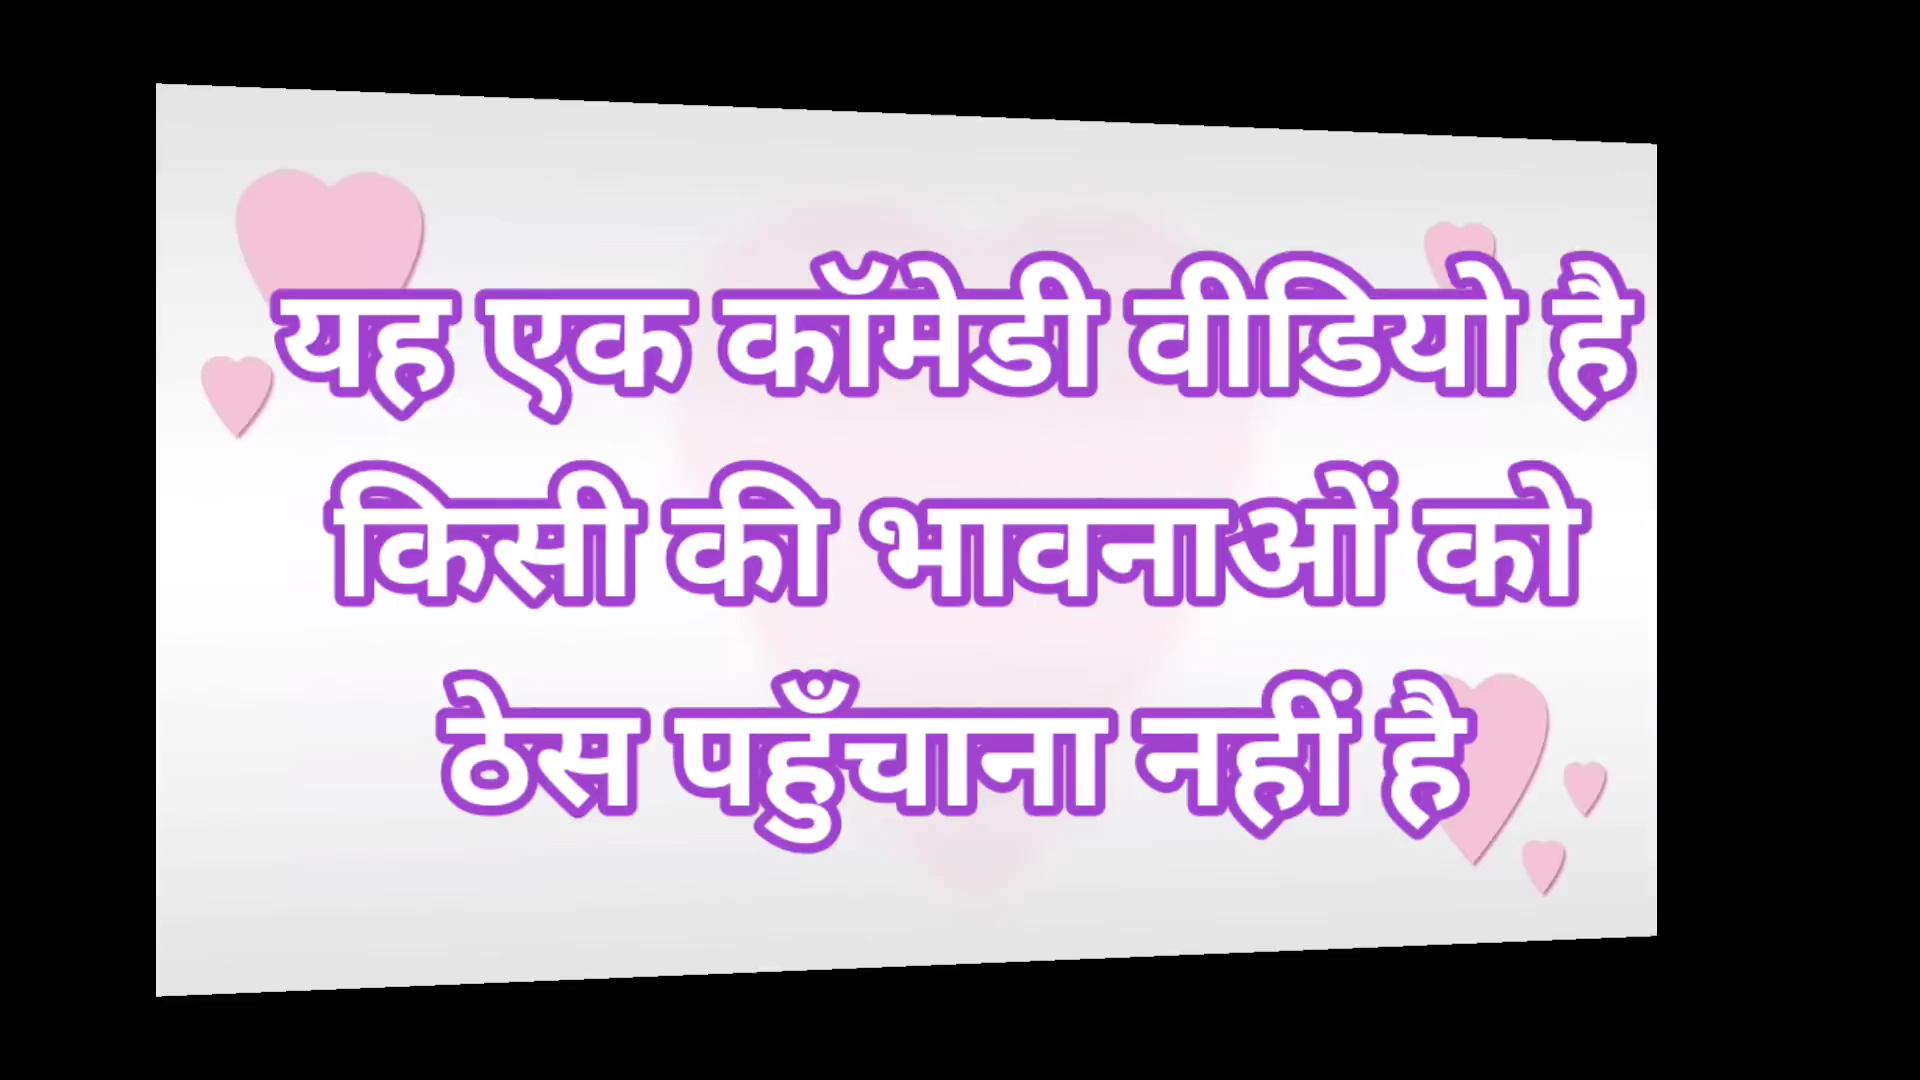 यह एक कॉमेडी वीडियो है
किसी की भावनाओं को
ठेस पहुँचाना नहीं है